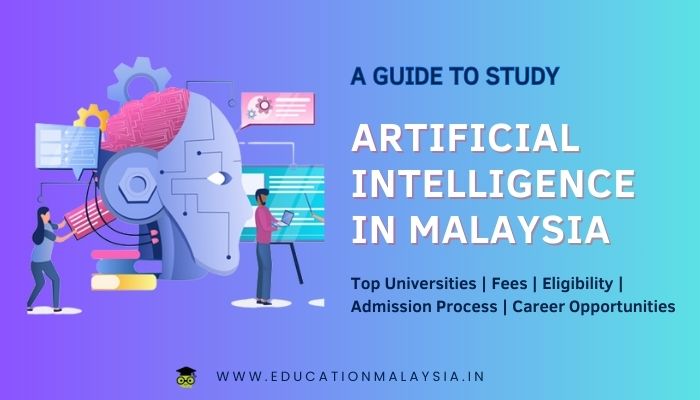 A GUIDE TO STUDY
ARTIFICIAL
INTELLIGENCE
IN MALAYSIA
Top Universities | Fees | Eligibility |
Admission Process | Career Opportunities
WWW.EDUCATIONMALAYSIA.IN